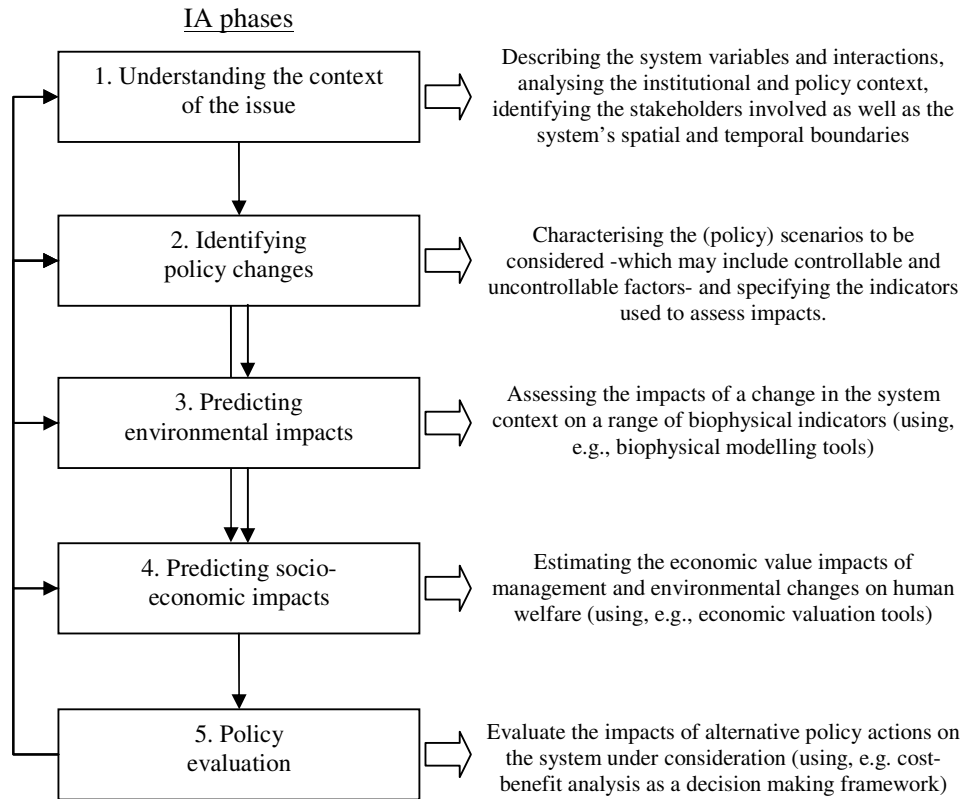 IA phases
1. Understanding the context
of the issue
Describing the system variables and interactions,
analysing the institutional and policy context,
identifying the stakeholders involved as well as the
system's spatial and temporal boundaries
2. Identifying
policy changes
Characterising the (policy) scenarios to be
considered -which may include controllable and
uncontrollable factors- and specifying the indicators
used to assess impacts.
3. Predicting
environmental impacts
Assessing the impacts of a change in the system
context on a range of biophysical indicators (using,
e.g., biophysical modelling tools)
4. Predicting socio-
economic impacts
Estimating the economic value impacts of
management and environmental changes on human
welfare (using, e.g., economic valuation tools)
5. Policy
evaluation
Evaluate the impacts of alternative policy actions on
the system under consideration (using, e.g. cost-
benefit analysis as a decision making framework)